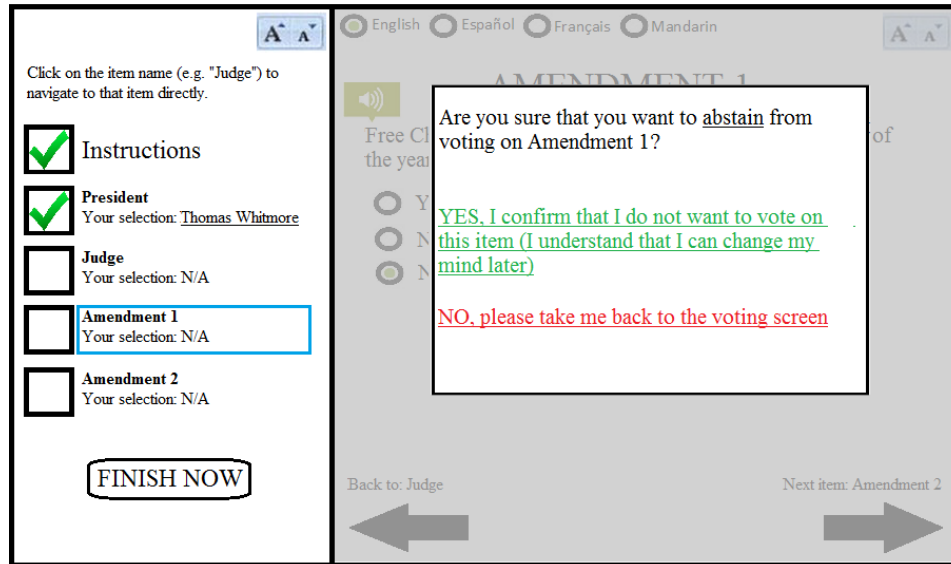 A A
Click on the item name (e.g. "Judge") to
navigate to that item directly.
Instructions
President
Your selection: Thomas Whitmore
Judge
Your selection: N/A
Amendment 1
Your selection: N/A
Amendment 2
Your selection: N/A
FINISH NOW
English Español Français Mandarin
A A
AMENDMENT 1
Free of
the
Are you sure that you want to abstain from
voting on Amendment 1?
YES, I confirm that I do not want to vote on
this item (I understand that I can change my
mind later)
NO, please take me back to the voting screen
Back to: Judge
Next item: Amendment 2